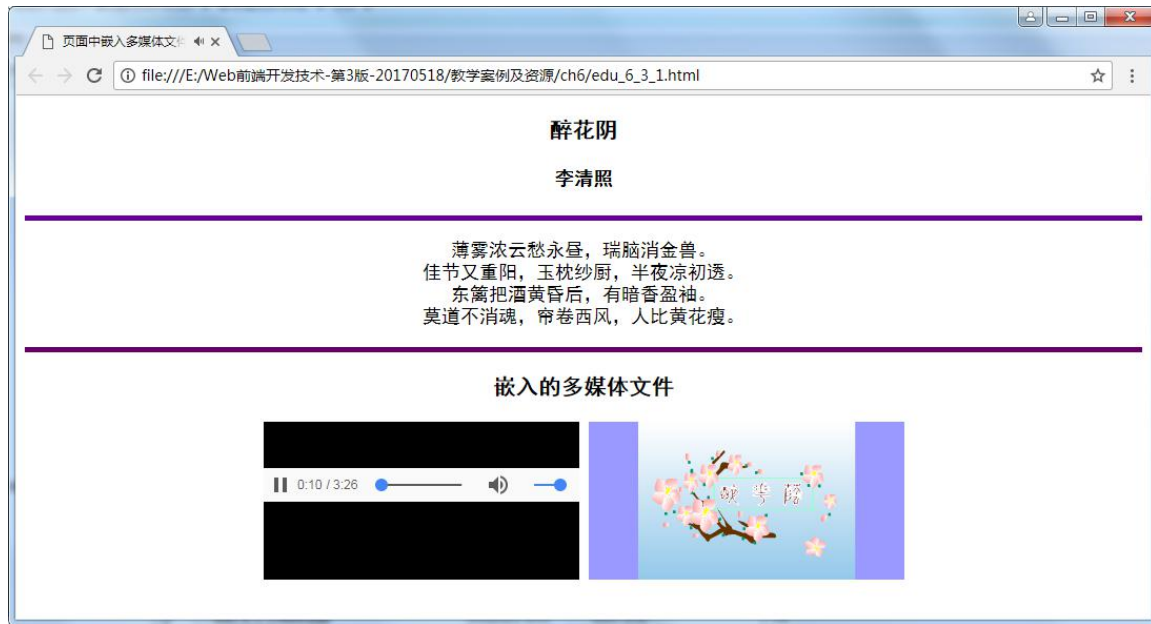 页面中嵌入多媒体文件
file:///E:/Web前端开发技术-第3版-20170518/教学案例及资源/ch6/edu_6_3_1.html
醉花阴
李清照
薄雾浓云愁永昼，瑞脑消金兽。
佳节又重阳，玉枕纱厨，半夜凉初透。
东篱把酒黄昏后，有暗香盈袖。
莫道不消魂，帘卷西风，人比黄花瘦。
嵌入的多媒体文件
0:10 / 3:26